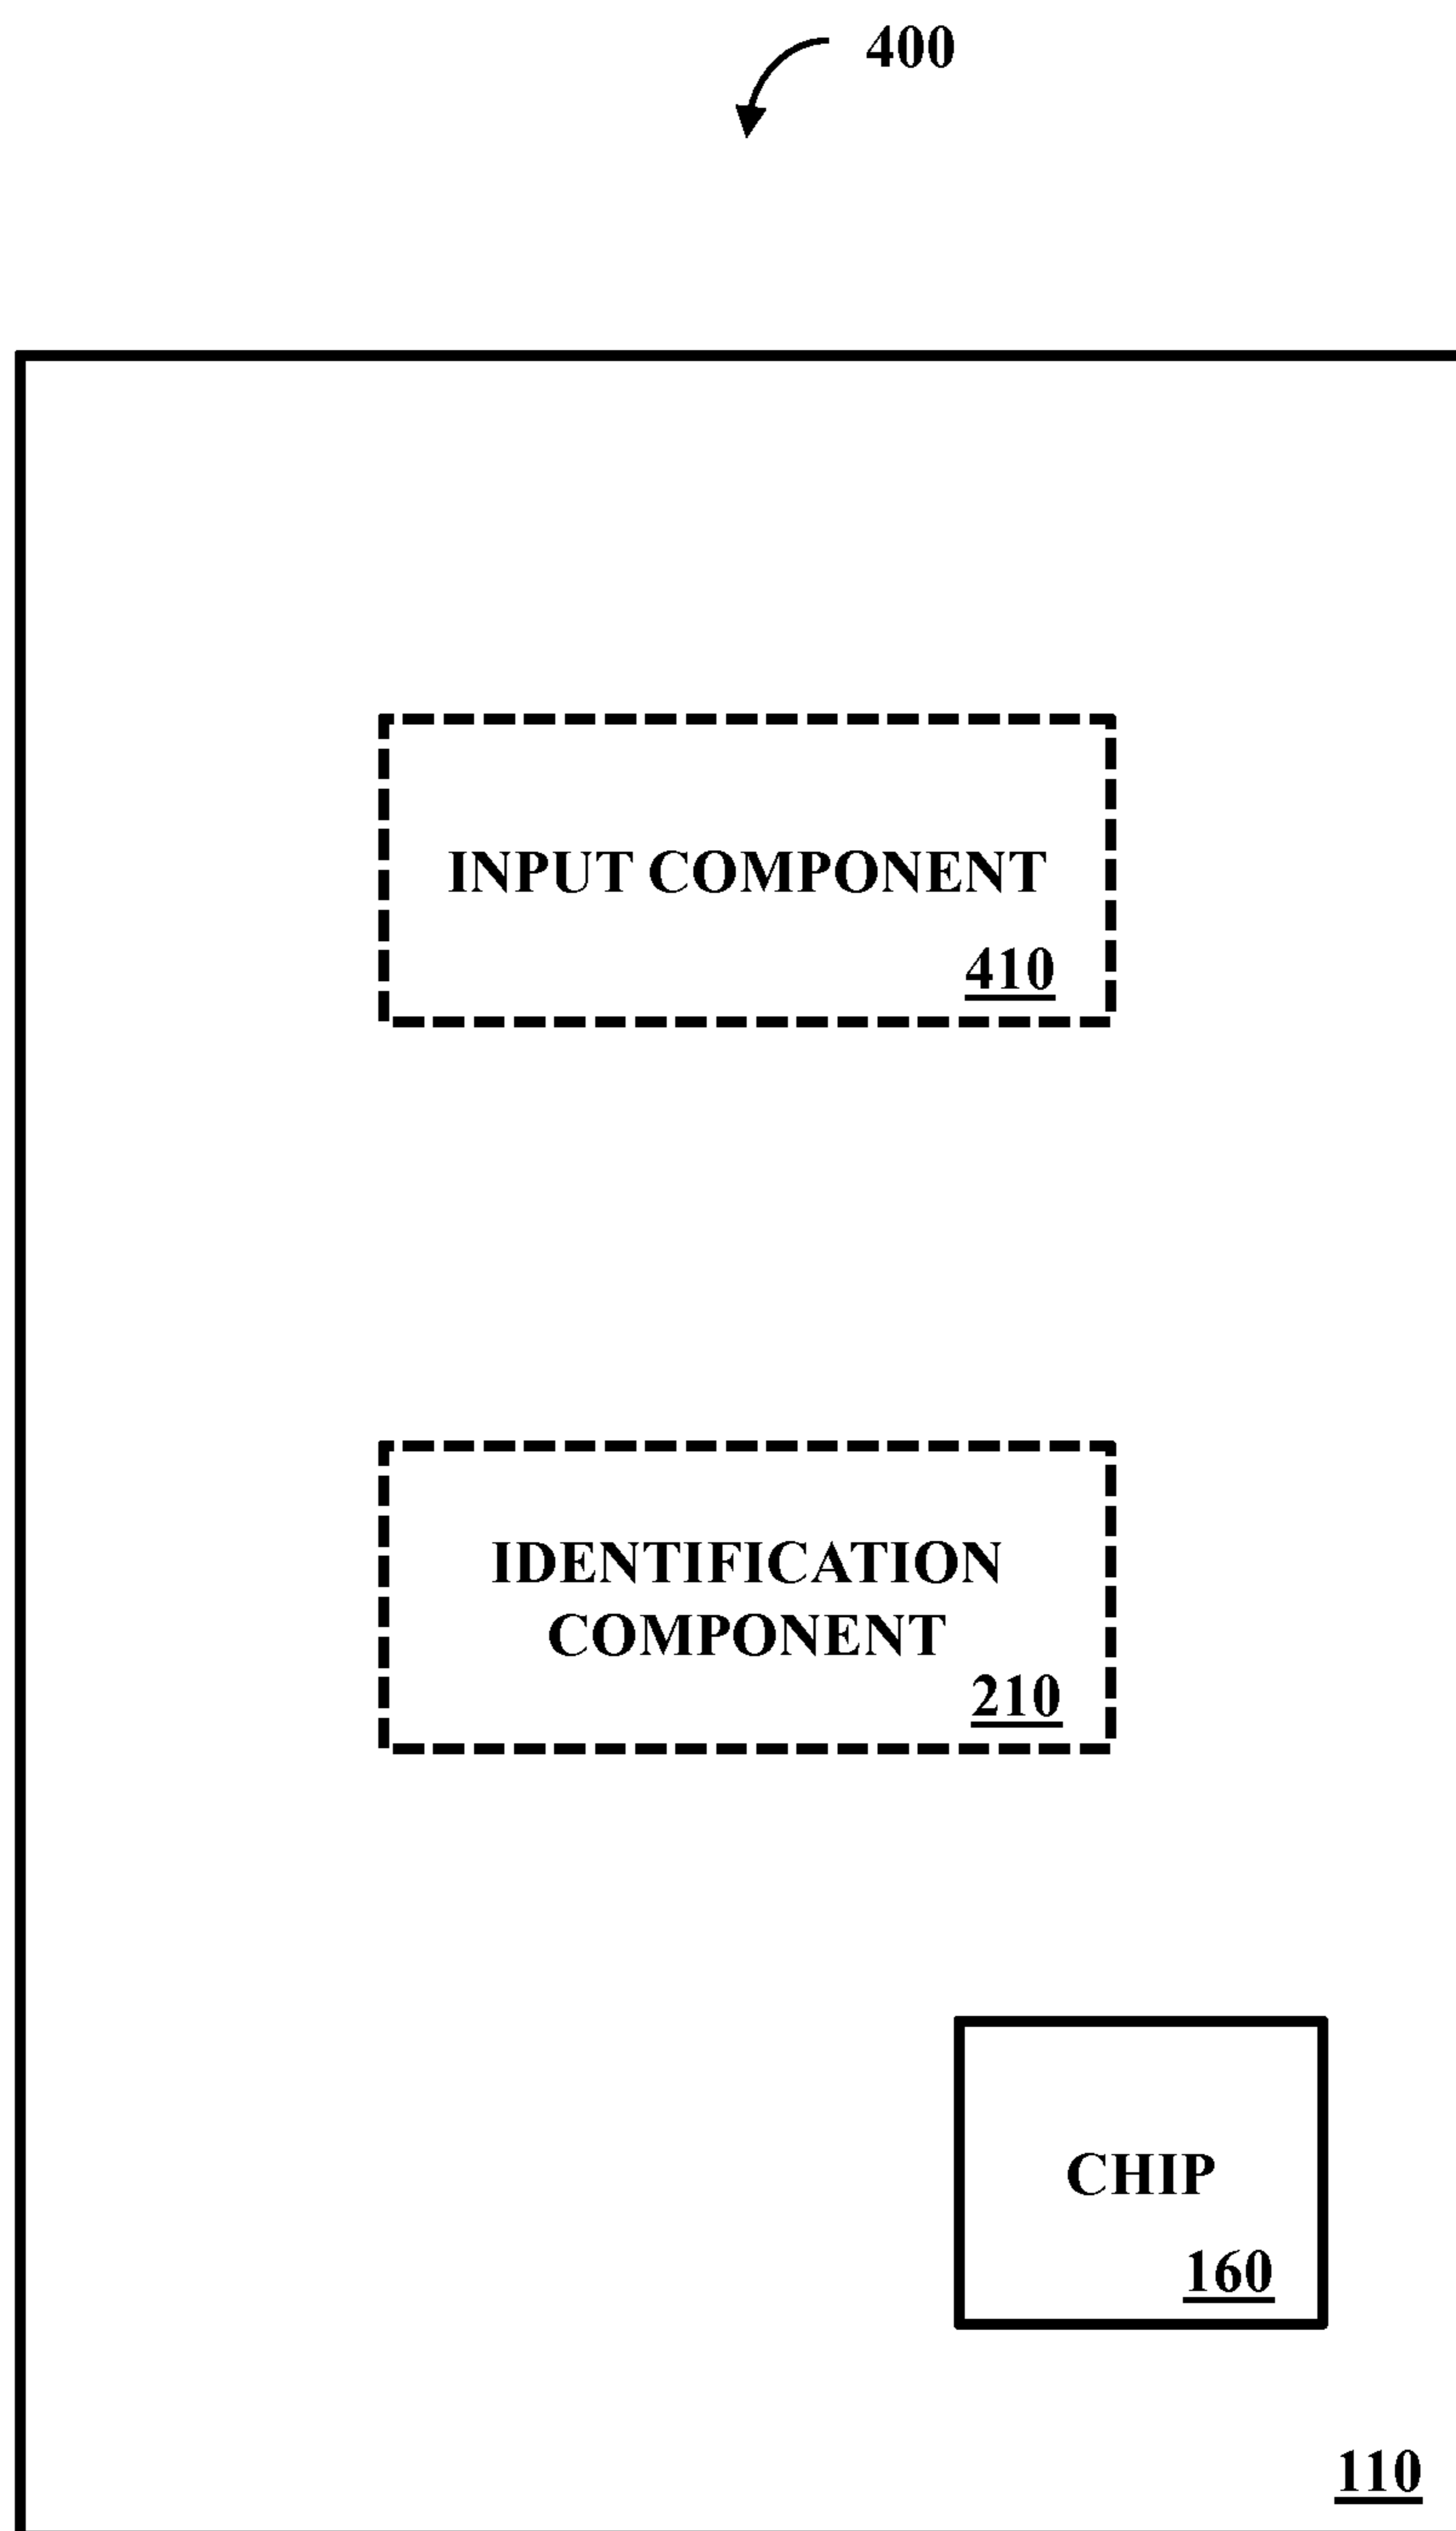 400
INPUT COMPONENT
410
IDENTIFICATION
COMPONENT
210
CHIP
160
110